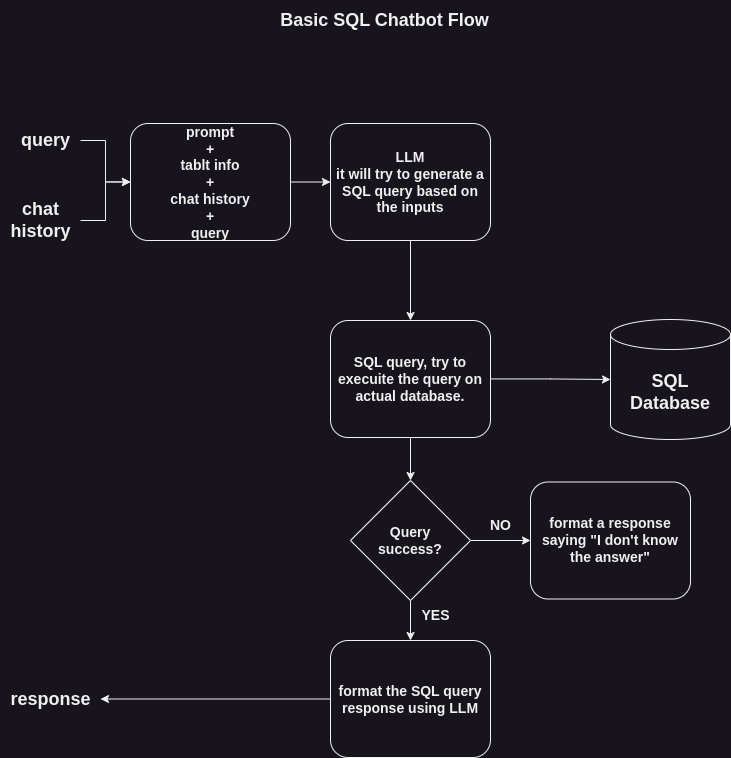 Basic SQL Chatbot Flow
query
chat
history
prompt
+
tablt info
+
chat history
+
query
LLM
it will try to generate a
SQL query based on
the inputs
SQL query, try to
execuite the query on
actual database.
SQL
Database
Query
success?
NO
format a response
saying "I don't know
the answer"
YES
format the SQL query
response using LLM
response